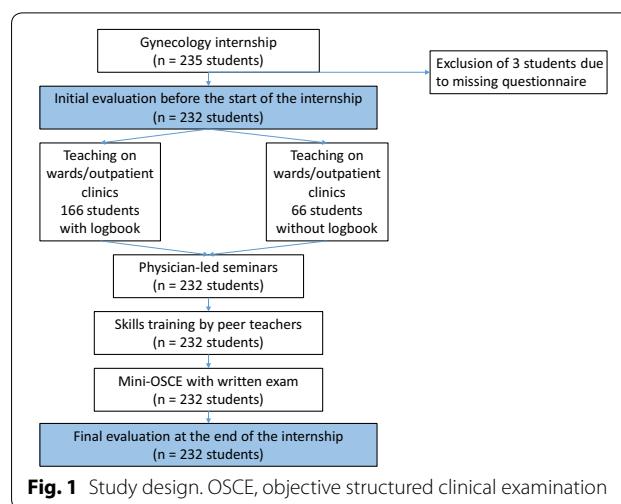 Gynecology internship
(n = 235 students)
Exclusion of 3 students due
to missing questionnaire
Initial evaluation before the start of the internship
(n = 232 students)
Teaching on
wards/outpatient
clinics
166 students
with logbook
Teaching on
wards/outpatient
clinics
66 students
without logbook
Physician-led seminars
(n = 232 students)
Skills training by peer teachers
(n = 232 students)
Mini-OSCE with written exam
(n = 232 students)
Final evaluation at the end of the internship
(n = 232 students)
Fig. 1 Study design. OSCE, objective structured clinical examination